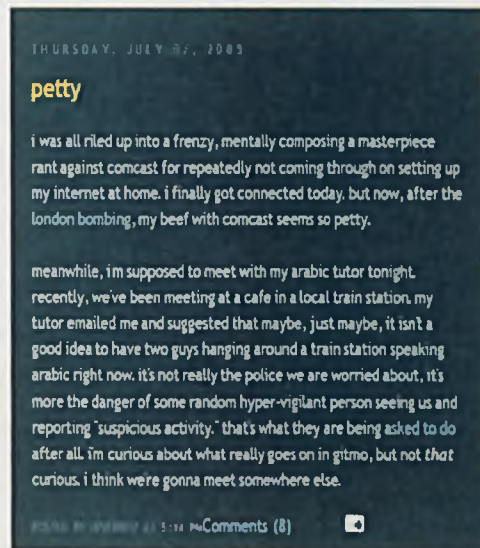 THURSDAY, JULY 07, 2005
petty
i was all riled up into a frenzy, mentally composing a masterpiece
rant against comcast for repeatedly not coming through on setting up
my internet at home. i finally got connected today. but now, after the
london bombing, my beef with comcast seems so petty.
meanwhile, im supposed to meet with my arabic tutor tonight.
recently, we've been meeting at a cafe in a local train station. my
tutor emailed me and suggested that maybe, just maybe, it isn't a
good idea to have two guys hanging around a train station speaking
arabic right now. it's not really the police we are worried about, it's
more the danger of some random hyper-vigilant person seeing us and
reporting "suspicious activity." that's what they are being asked to do
after all. i'm curious about what really goes on in gitmo, but not that
curious. i think we're gonna meet somewhere else.
PM Comments (8)